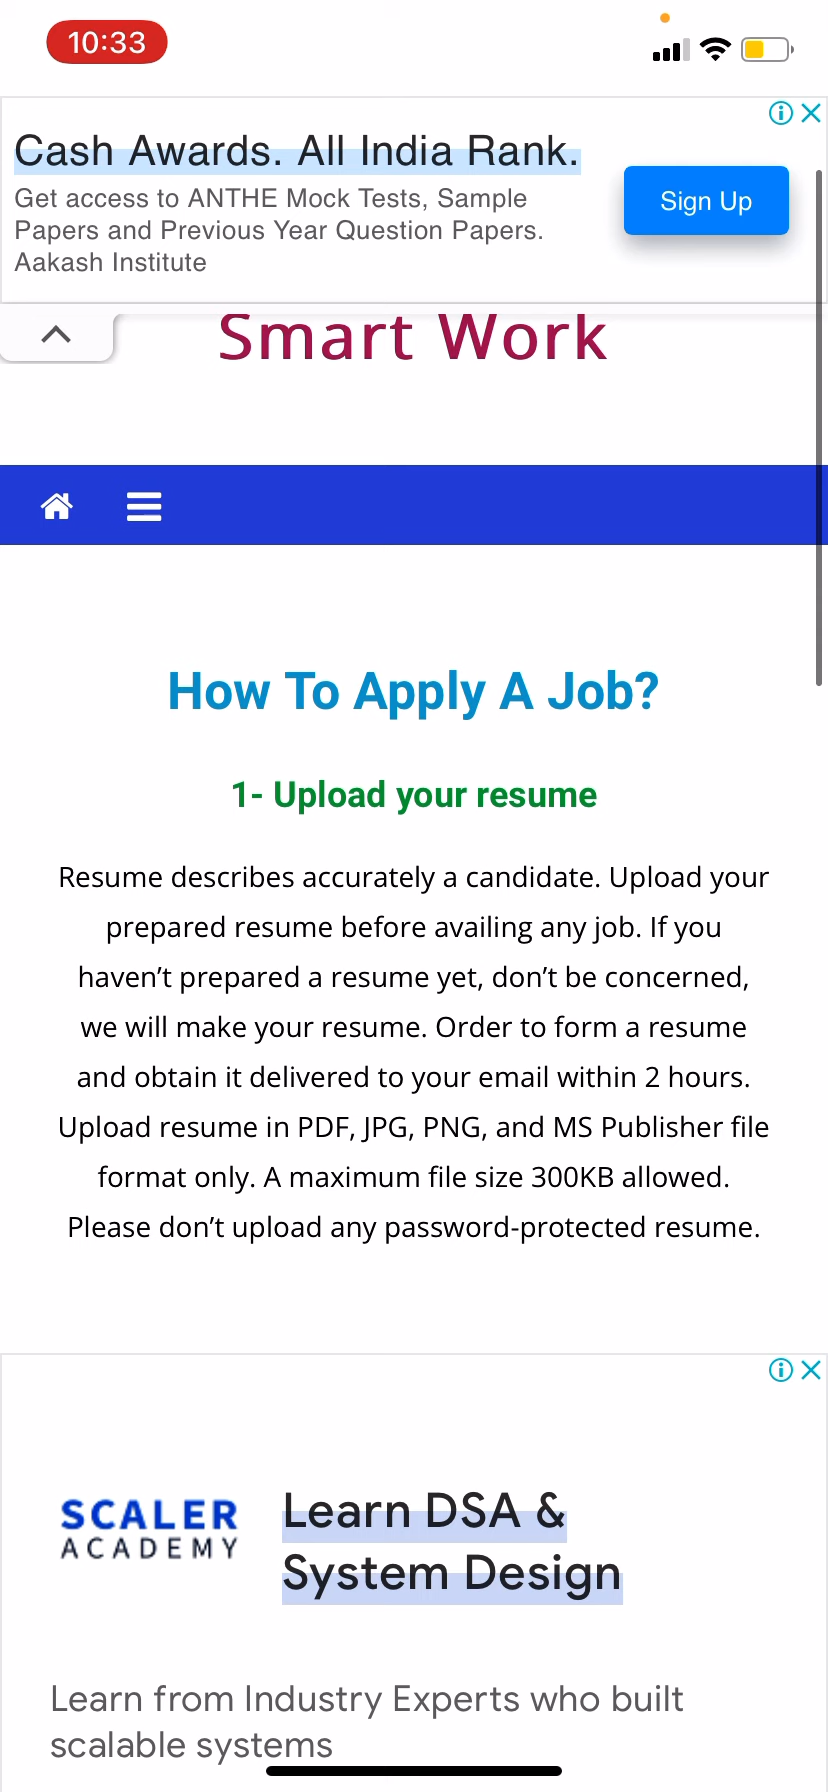 10:33
Cash Awards. All India Rank.
Get access to ANTHE Mock Tests, Sample
Papers and Previous Year Question Papers.
Aakash Institute
Sign Up
Smart Work
How To Apply A Job?
1- Upload your resume
Resume describes accurately a candidate. Upload your
prepared resume before availing any job. If you
haven’t prepared a resume yet, don’t be concerned,
we will make your resume. Order to form a resume
and obtain it delivered to your email within 2 hours.
Upload resume in PDF, JPG, PNG, and MS Publisher file
format only. A maximum file size 300KB allowed.
Please don’t upload any password-protected resume.
SCALER
ACADEMY
Learn DSA &
System Design
Learn from Industry Experts who built
scalable systems